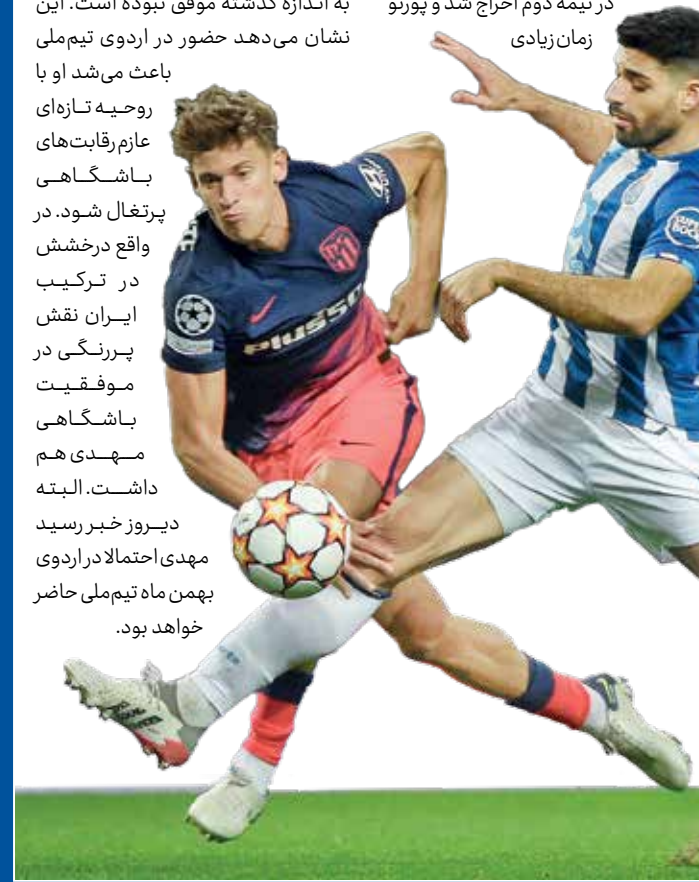 در نیمه دوم اخراج شد و پورتو
زمان زیادی
به اندازه گذشته موفق نبوده است. این
نشان می‌دهد حضور در اردوی تیم‌ملی
باعث می‌شد او با
روحیه تازه‌ای
عازم رقابت‌های
باشگاهی
پرتغال شود. در
واقع درخشش
در ترکیب
ایران نقش
پررنگی در
موفقیت
باشگاهی
مهدی هم
داشت. البته
دیروز خبر رسید
مهدی احتمالا در اردوی
بهمن ماه تیم‌ملی حاضر
خواهد بود.
Plus500
SUPER
BOCK